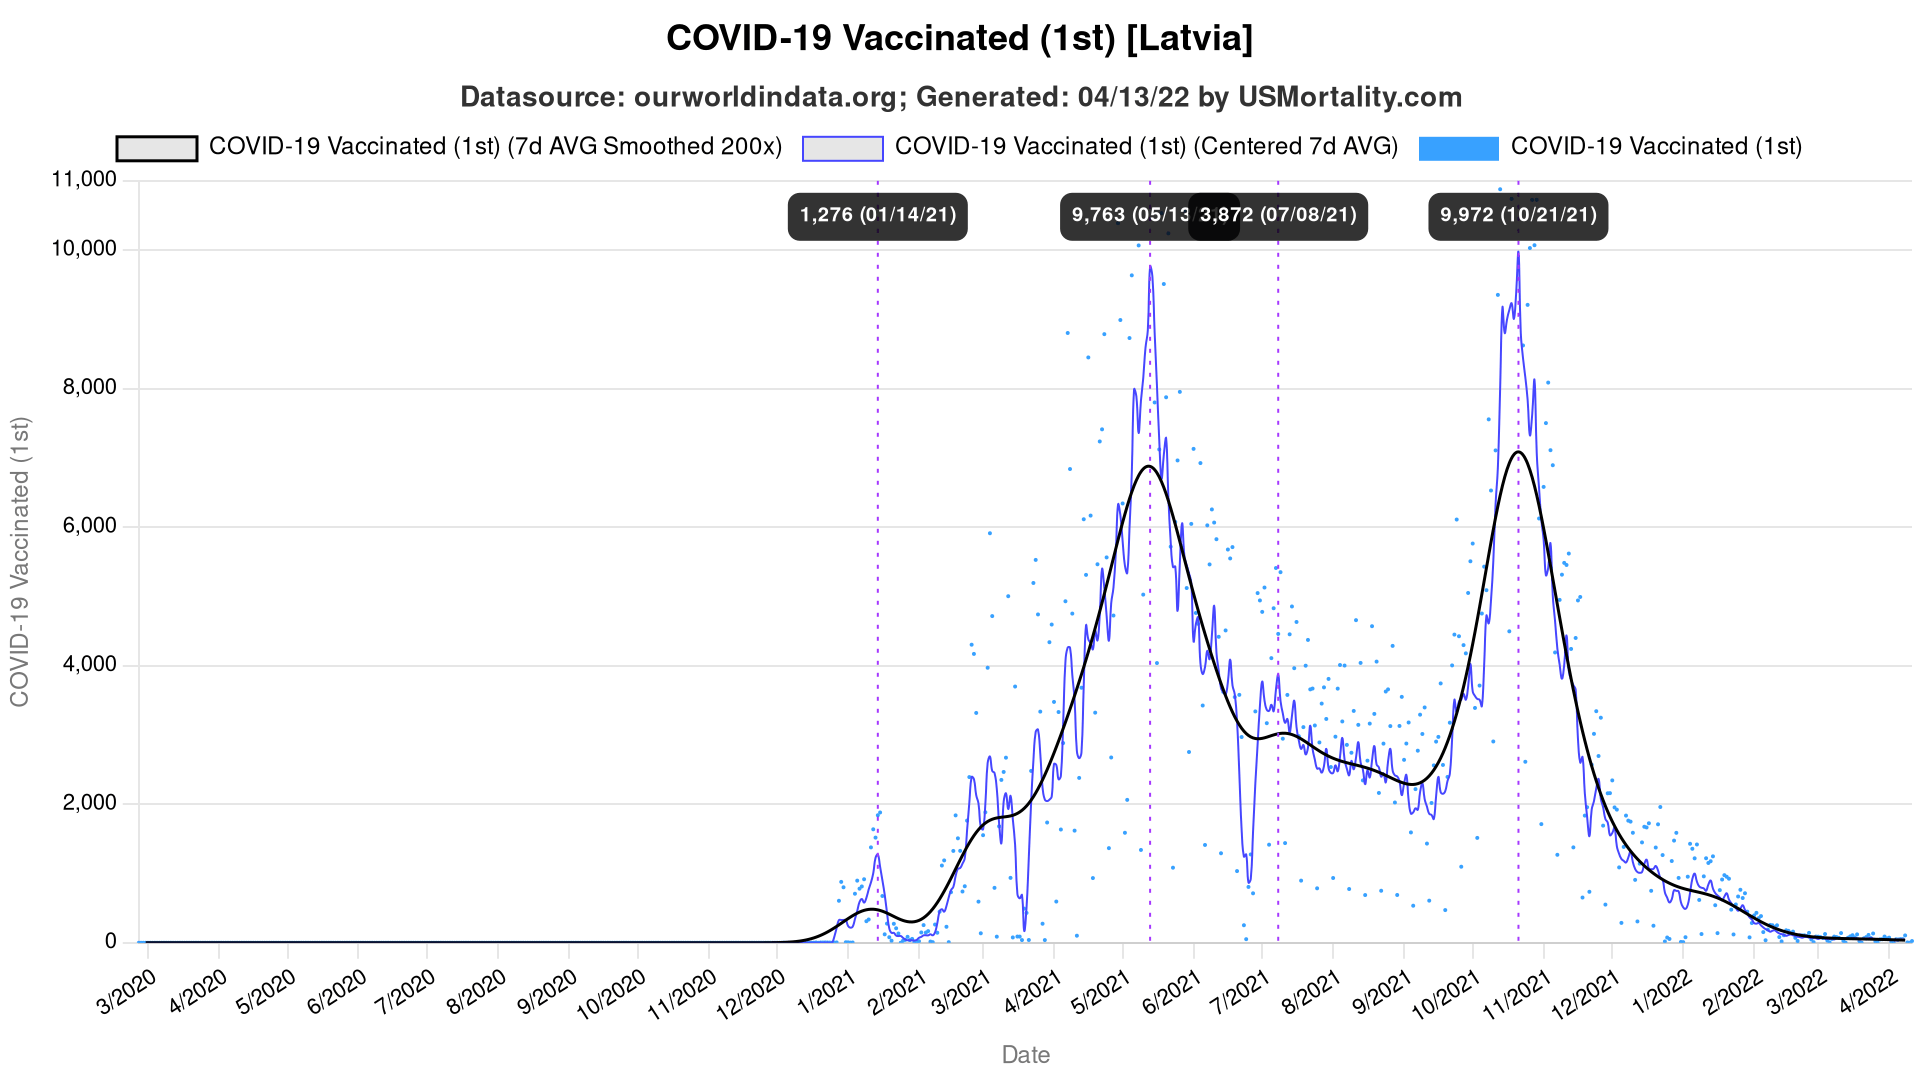 COVID-19 Vaccinated (1st) [Latvia]
Datasource: ourworldindata.org; Generated: 04/13/22 by USMortality.com
COVID-19 Vaccinated (1st) (7d AVG Smoothed 200x) COVID-19 Vaccinated (1st) (Centered 7d AVG) COVID-19 Vaccinated (1st)
11,000
1,276 (01/14/21) 9,763 (05/13 3,872 (07/08/21) 9,972 (10/21/21)
10,000
8,000
6,000
4,000
2,000
0
COVID-19 Vaccinated (1st)
3/2020 4/2020 5/2020 6/2020 7/2020 8/2020 9/2020 10/2020 11/2020 12/2020 1/2021 2/2021 3/2021 4/2021 5/2021 6/2021 7/2021 8/2021 9/2021 10/2021 11/2021 12/2021 1/2022 2/2022 3/2022 4/2022
Date